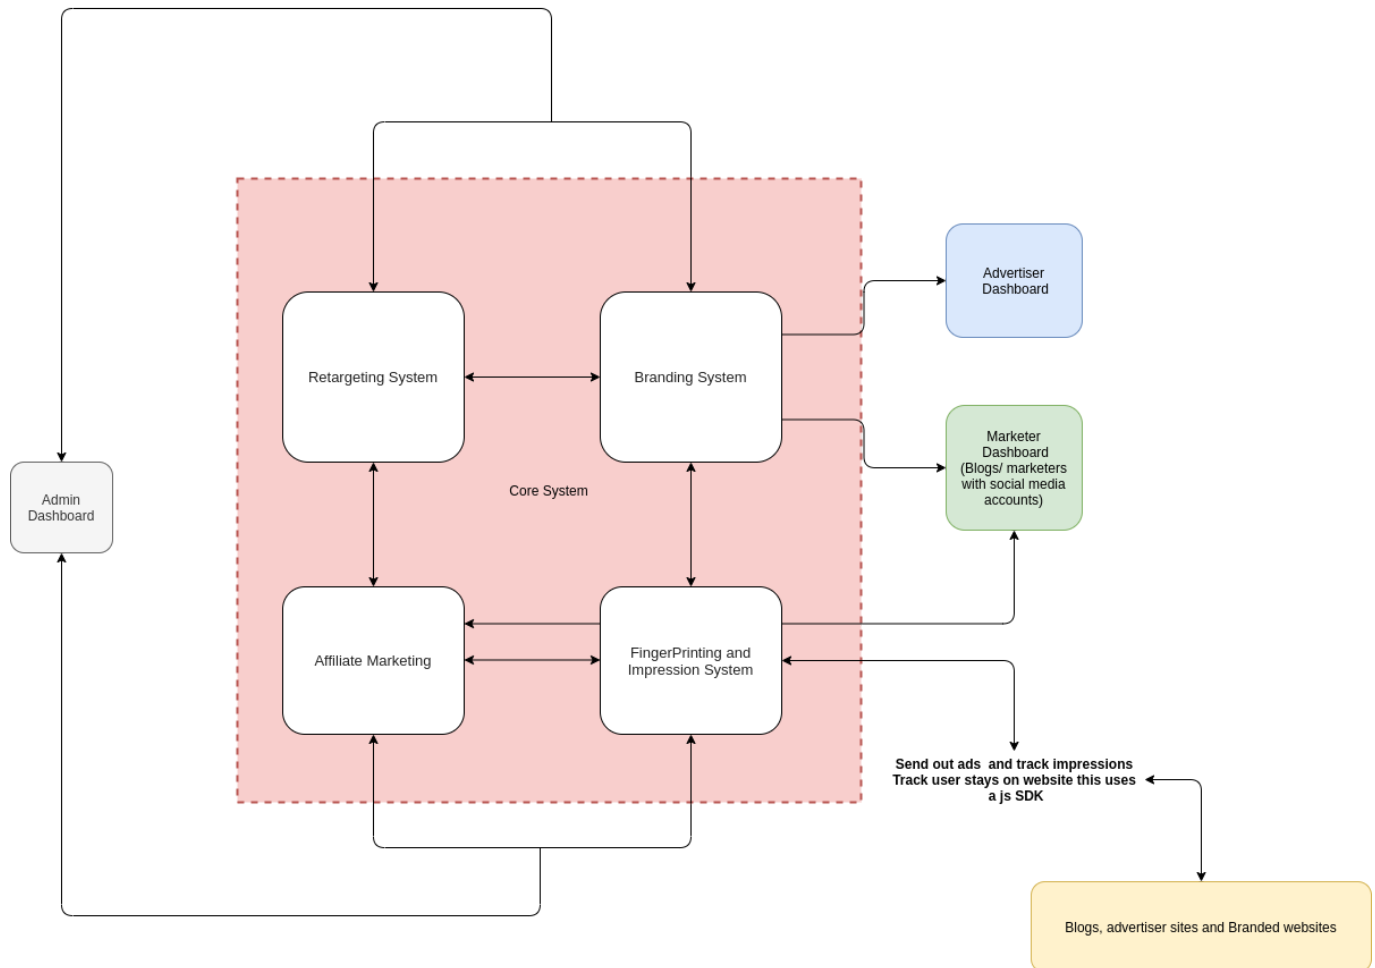 Advertiser
Dashboard
Retargeting System
Branding System
Marketer
Dashboard
(Blogs/ marketers
with social media
accounts)
Core System
Admin
Dashboard
Affiliate Marketing
FingerPrinting and
Impression System
Send out ads and track impressions
Track user stays on website this uses
a js SDK
Blogs, advertiser sites and Branded websites